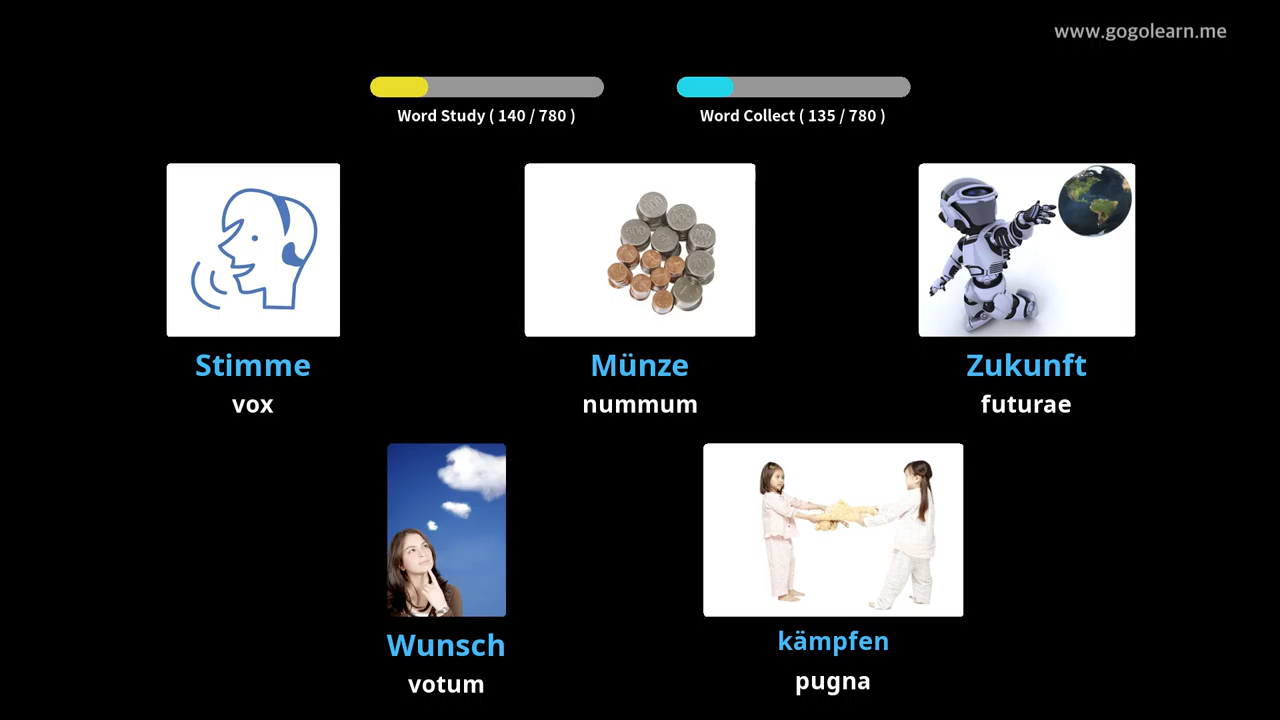 www.gogolearn.me
Word Study ( 140 / 780 )
Word Collect ( 135 / 780 )
Stimme
vox
Münze
nummum
Zukunft
futurae
Wunsch
votum
kämpfen
pugna